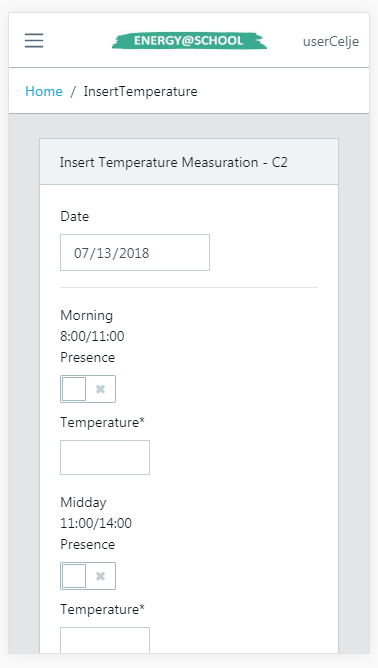 ENERGY@SCHOOL
userCelje
Home / InsertTemperature
Insert Temperature Measuration - C2
Date
07/13/2018
Morning
8:00/11:00
Presence
Temperature*
Midday
11:00/14:00
Presence
Temperature*